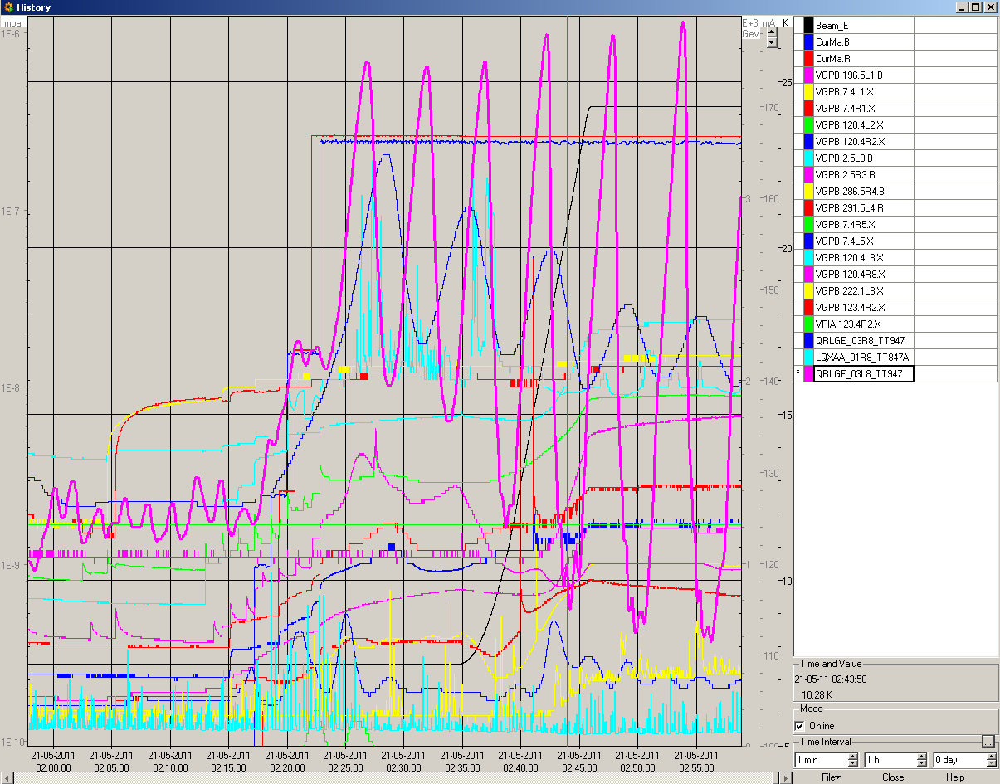 History
mbar
E+3 mA K
1E-6
GeV
25
170
1E-7
3
160
20
150
1E-8
2
140
15
130
1E-9
1
120
10
110
1E-10
5
21-05-2011 21-05-2011 21-05-2011 21-05-2011 21-05-2011 21-05-2011 21-05-2011 21-05-2011 21-05-2011 21-05-2011 21-05-2011 21-05-2011
02:00:00 02:05:00 02:10:00 02:15:00 02:20:00 02:25:00 02:30:00 02:35:00 02:40:00 02:45:00 02:50:00 02:55:00
Beam_E
CurMa.B
CurMa.R
VGPB.196.5L1.B
VGPB.7.4L1.X
VGPB.7.4R1.X
VGPB.120.4L2.X
VGPB.120.4R2.X
VGPB.2.5L3.B
VGPB.2.5R3.R
VGPB.286.5R4.B
VGPB.291.5L4.R
VGPB.7.4R5.X
VGPB.7.4L5.X
VGPB.120.4L8.X
VGPB.120.4R8.X
VGPB.222.1L8.X
VGPB.123.4R2.X
VPIA.123.4R2.X
QRLGE_03R8_TT947
LQXAA_01R8_TT847A
* QRLGF_03L8_TT947
Time and Value
21-05-11 02:43:56
10.28 K
Mode
Online
Time Interval
...
1 min 1 h 0 day
File Close Help